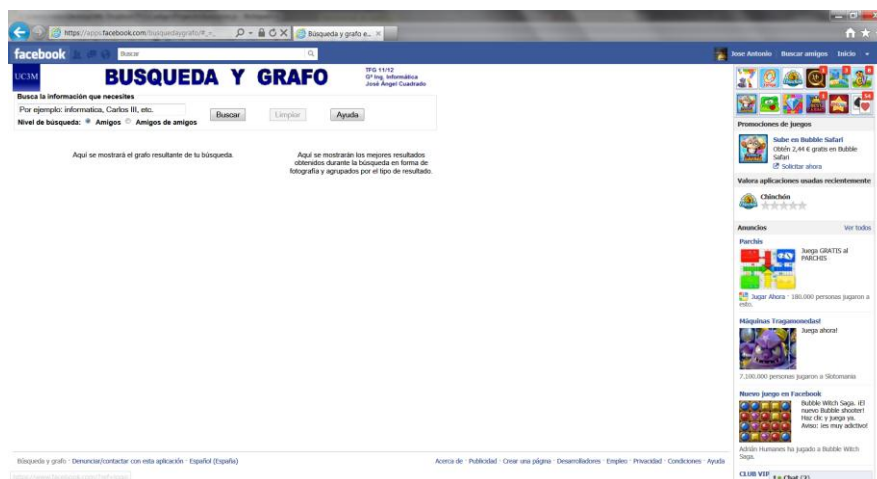 https://apps.facebook.com/busquedaygrafo/#_=_
Búsqueda y grafo e...
facebook
Buscar
Jose Antonio Buscar amigos Inicio
UC3M
BUSQUEDA Y GRAFO
TFG 11/12
Gº Ing. Informática
José Ángel Cuadrado
Busca la información que necesites
Por ejemplo: informatica, Carlos III, etc.
Buscar
Limpiar
Ayuda
Nivel de búsqueda: Amigos Amigos de amigos
Aquí se mostrará el grafo resultante de tu búsqueda.
Aquí se mostrarán los mejores resultados
obtenidos durante la búsqueda en forma de
fotografía y agrupados por el tipo de resultado.
Promociones de juegos
Sube en Bubble Safari
Obtén 2,44 € gratis en Bubble
Safari
Solicitar ahora
Valora aplicaciones usadas recientemente
Chinchón
Anuncios Ver todos
Parchís
Juega GRATIS al
PARCHIS
Jugar Ahora · 180.000 personas jugaron a
esto.
Máquinas Tragamonedas!
Juega ahora!
7.100.000 personas jugaron a Slotomania
Nuevo juego en Facebook
Bubble Witch Saga. ¡El
nuevo Bubble shooter!
Haz clic y juega ya.
Aviso: ¡es muy adictivo!
Adrián Humanes ha jugado a Bubble Witch
Saga.
CLUB VIP
Chat
Búsqueda y grafo · Denunciar/contactar con esta aplicación · Español (España)
Acerca de · Publicidad · Crear una página · Desarrolladores · Empleo · Privacidad · Condiciones · Ayuda